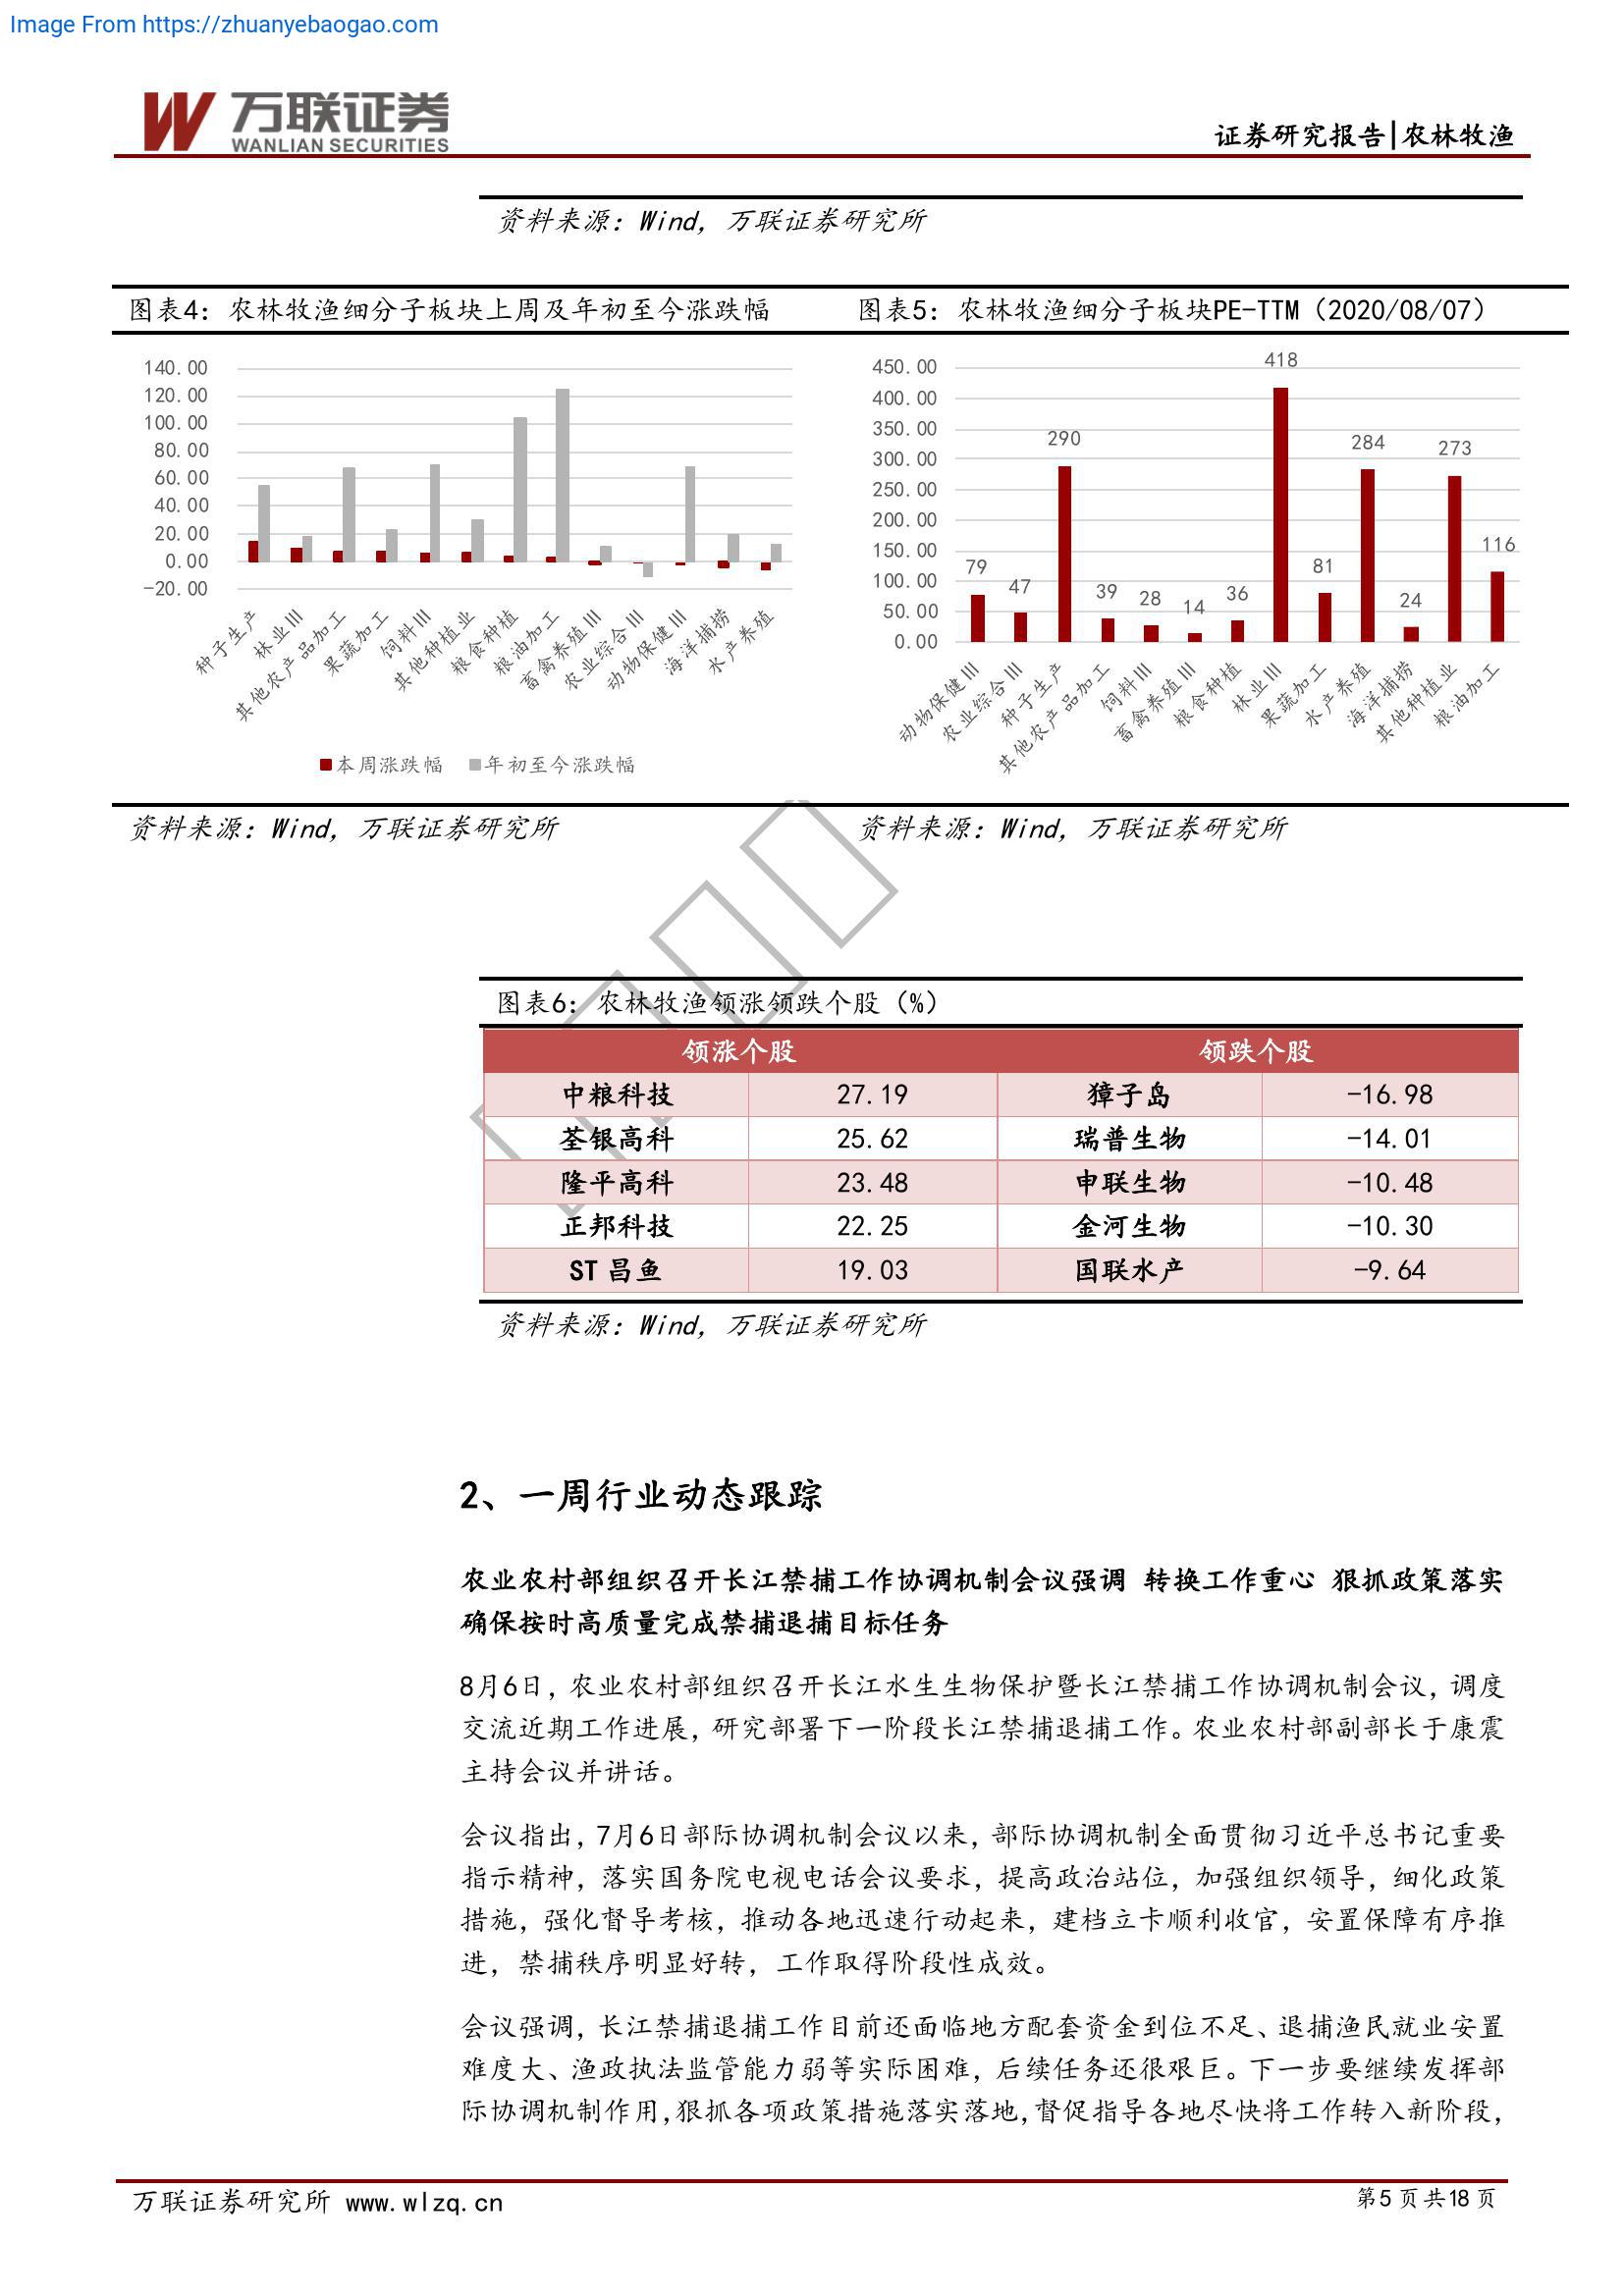 Image From https://zhuanyebaogao.com
万联证券
WANLIAN SECURITIES
证券研究报告|农林牧渔
资料来源：Wind，万联证券研究所
图表4：农林牧渔细分子板块上周及年初至今涨跌幅
140.00
120.00
100.00
80.00
60.00
40.00
20.00
0.00
-20.00
种子生产
林业Ⅲ
其他农产品加工
果蔬加工
饲料Ⅲ
其他种植业
粮食种植
粮油加工
畜禽养殖Ⅲ
农业综合Ⅲ
动物保健Ⅲ
海洋捕捞
水产养殖
本周涨跌幅 年初至今涨跌幅
资料来源：Wind，万联证券研究所
图表5：农林牧渔细分子板块PE-TTM（2020/08/07）
450.00
400.00
350.00
300.00
250.00
200.00
150.00
100.00
50.00
0.00
79
47
290
39
28
14
36
418
81
284
24
273
116
动物保健Ⅲ
农业综合Ⅲ
种子生产
其他农产品加工
饲料Ⅲ
畜禽养殖Ⅲ
粮食种植
林业Ⅲ
果蔬加工
水产养殖
海洋捕捞
其他种植业
粮油加工
资料来源：Wind，万联证券研究所
图表6：农林牧渔领涨领跌个股（%）
领涨个股 领跌个股
中粮科技 27.19 獐子岛 -16.98
荃银高科 25.62 瑞普生物 -14.01
隆平高科 23.48 申联生物 -10.48
正邦科技 22.25 金河生物 -10.30
ST 昌鱼 19.03 国联水产 -9.64
资料来源：Wind，万联证券研究所
2、一周行业动态跟踪
农业农村部组织召开长江禁捕工作协调机制会议强调 转换工作重心 狠抓政策落实
确保按时高质量完成禁捕退捕目标任务
8月6日，农业农村部组织召开长江水生生物保护暨长江禁捕工作协调机制会议，调度
交流近期工作进展，研究部署下一阶段长江禁捕退捕工作。农业农村部副部长于康震
主持会议并讲话。
会议指出，7月6日部际协调机制会议以来，部际协调机制全面贯彻习近平总书记重要
指示精神，落实国务院电视电话会议要求，提高政治站位，加强组织领导，细化政策
措施，强化督导考核，推动各地迅速行动起来，建档立卡顺利收官，安置保障有序推
进，禁捕秩序明显好转，工作取得阶段性成效。
会议强调，长江禁捕退捕工作目前还面临地方配套资金到位不足、退捕渔民就业安置
难度大、渔政执法监管能力弱等实际困难，后续任务还很艰巨。下一步要继续发挥部
际协调机制作用，狠抓各项政策措施落实落地，督促指导各地尽快将工作转入新阶段，
万联证券研究所 www.wlzq.cn
第5页共18页